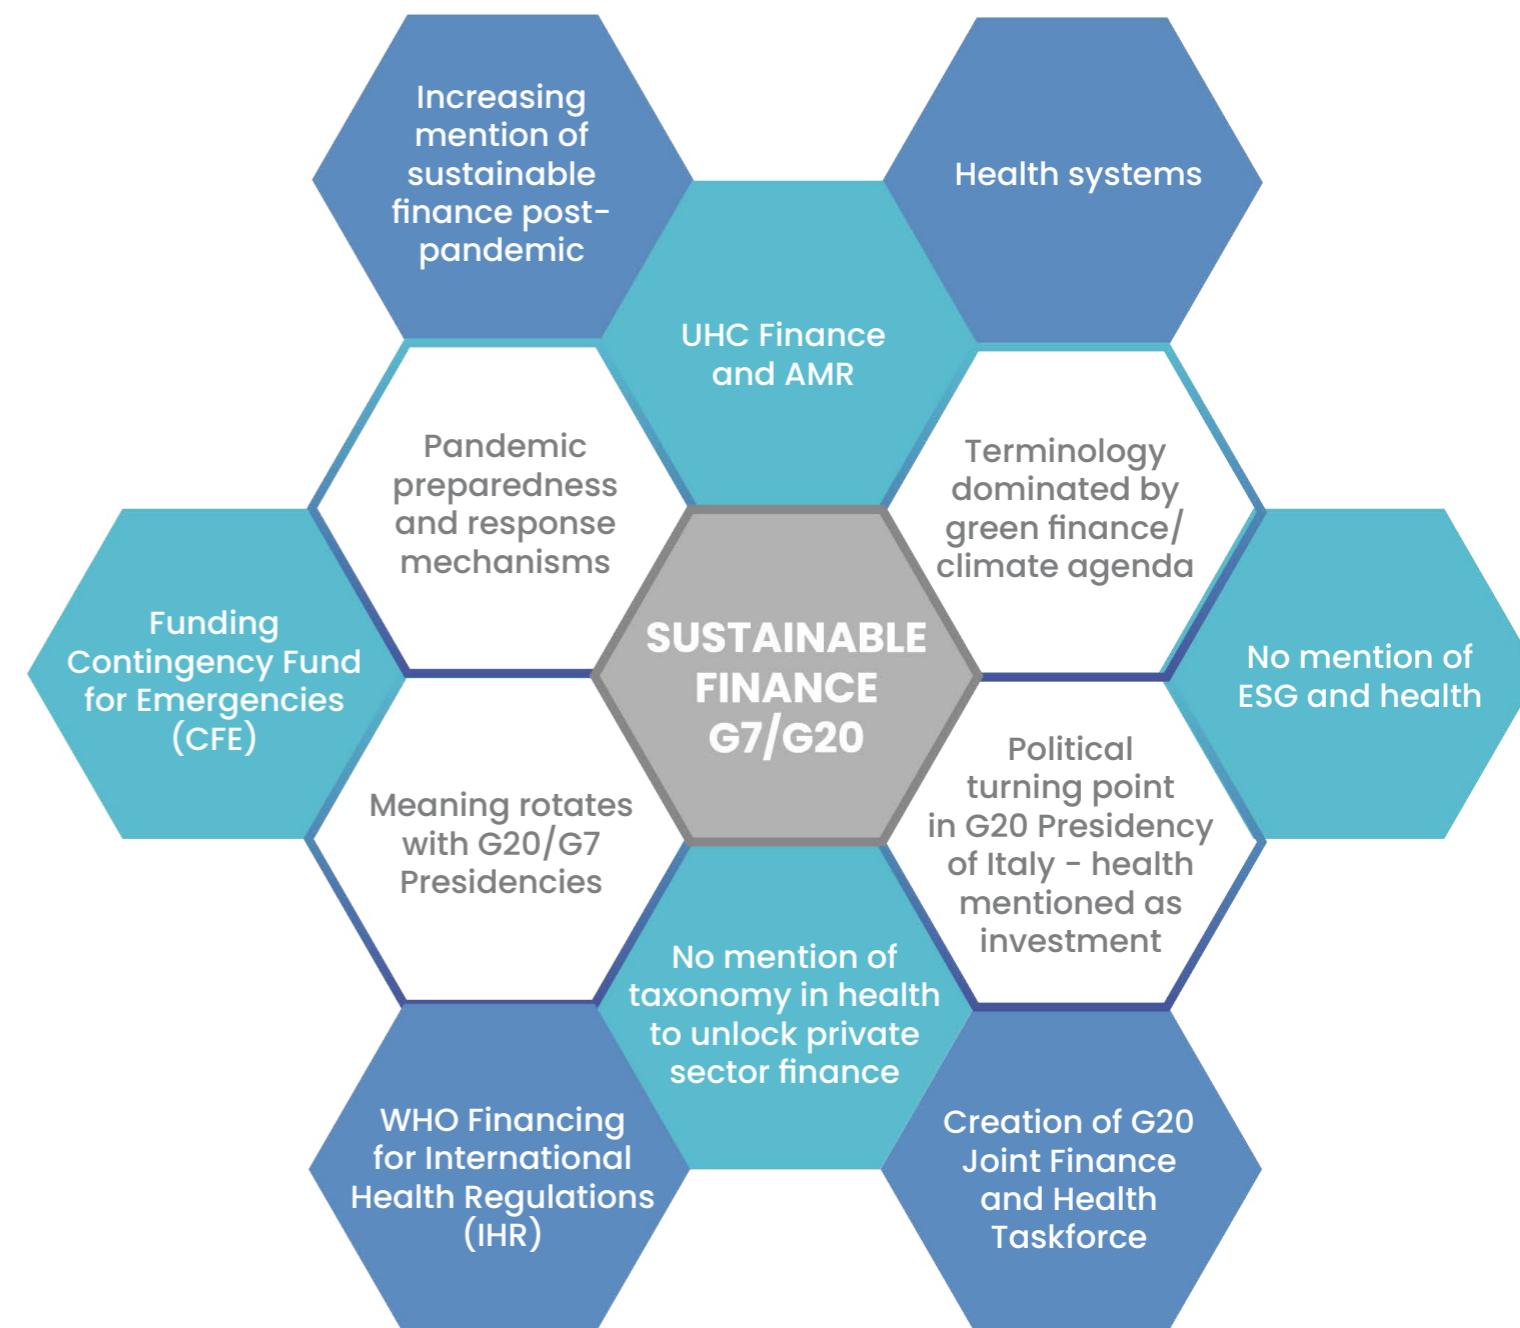 Increasing
mention of
sustainable
finance post-
pandemic
Health systems
UHC Finance
and AMR
Pandemic
preparedness
and response
mechanisms
Terminology
dominated by
green finance/
climate agenda
Funding
Contingency Fund
for Emergencies
(CFE)
SUSTAINABLE
FINANCE
G7/G20
No mention of
ESG and health
Meaning rotates
with G20/G7
Presidencies
Political
turning point
in G20 Presidency
of Italy - health
mentioned as
investment
No mention of
taxonomy in health
to unlock private
sector finance
WHO Financing
for International
Health Regulations
(IHR)
Creation of G20
Joint Finance
and Health
Taskforce